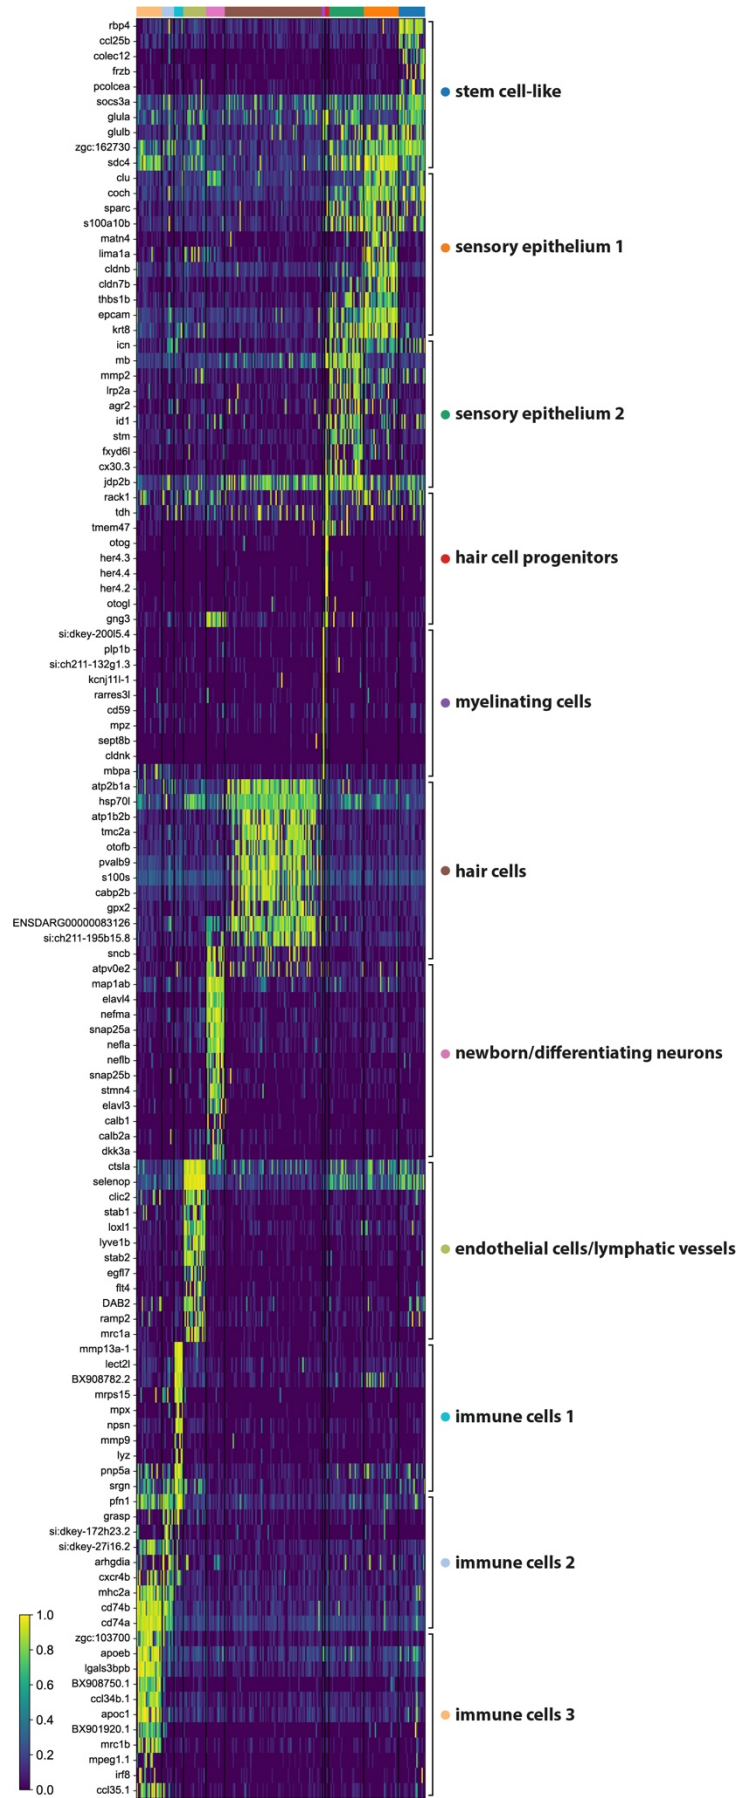 rbp4
ccl25b
colec12
frzb
pcolcea
socs3a
glula
glulb
zgc:162730
sdc4
stem cell-like
clu
coch
sparc
s100a10b
matn4
lima1a
cldnb
cldn7b
thbs1b
epcam
krt8
sensory epithelium 1
icn
mb
mmp2
lrp2a
agr2
id1
stm
fxyd6l
cx30.3
jdp2b
sensory epithelium 2
rack1
tdh
tmem47
otog
her4.3
her4.4
her4.2
otogl
gng3
hair cell progenitors
si:dkey-200l5.4
plp1b
si:ch211-132g1.3
kcnj11l-1
rarres3l
cd59
mpz
sept8b
cldnk
mbpa
myelinating cells
atp2b1a
hsp70l
atp1b2b
tmc2a
otofb
pvalb9
s100s
cabp2b
gpx2
ENSDARG00000083126
si:ch211-195b15.8
sncb
hair cells
atpv0e2
map1ab
elavl4
nefma
snap25a
nefla
neflb
snap25b
stmn4
elavl3
calb1
calb2a
dkk3a
newborn/differentiating neurons
ctsla
selenop
clic2
stab1
loxl1
lyve1b
stab2
egfl7
flt4
DAB2
ramp2
mrc1a
endothelial cells/lymphatic vessels
mmp13a-1
lect2l
BX908782.2
mrps15
mpx
npsn
mmp9
lyz
pnp5a
srgn
immune cells 1
pfn1
grasp
si:dkey-172h23.2
si:dkey-27i16.2
arhgdia
cxcr4b
mhc2a
cd74b
cd74a
immune cells 2
zgc:103700
apoeb
lgals3bpb
BX908750.1
ccl34b.1
apoc1
BX901920.1
mrc1b
mpeg1.1
irf8
ccl35.1
immune cells 3
1.0
0.8
0.6
0.4
0.2
0.0